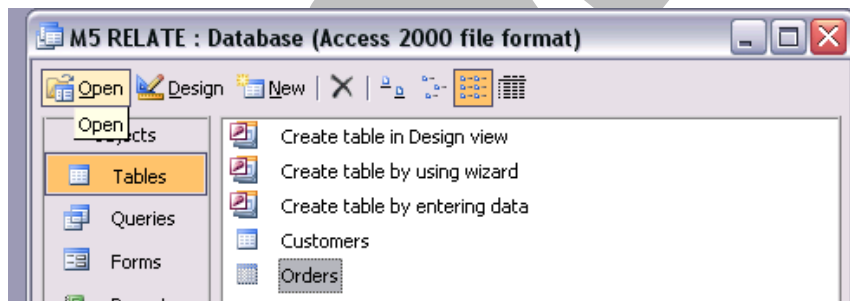 M5 RELATE : Database (Access 2000 file format)
Open Design New
Open
Tables
Queries
Forms
Create table in Design view
Create table by using wizard
Create table by entering data
Customers
Orders